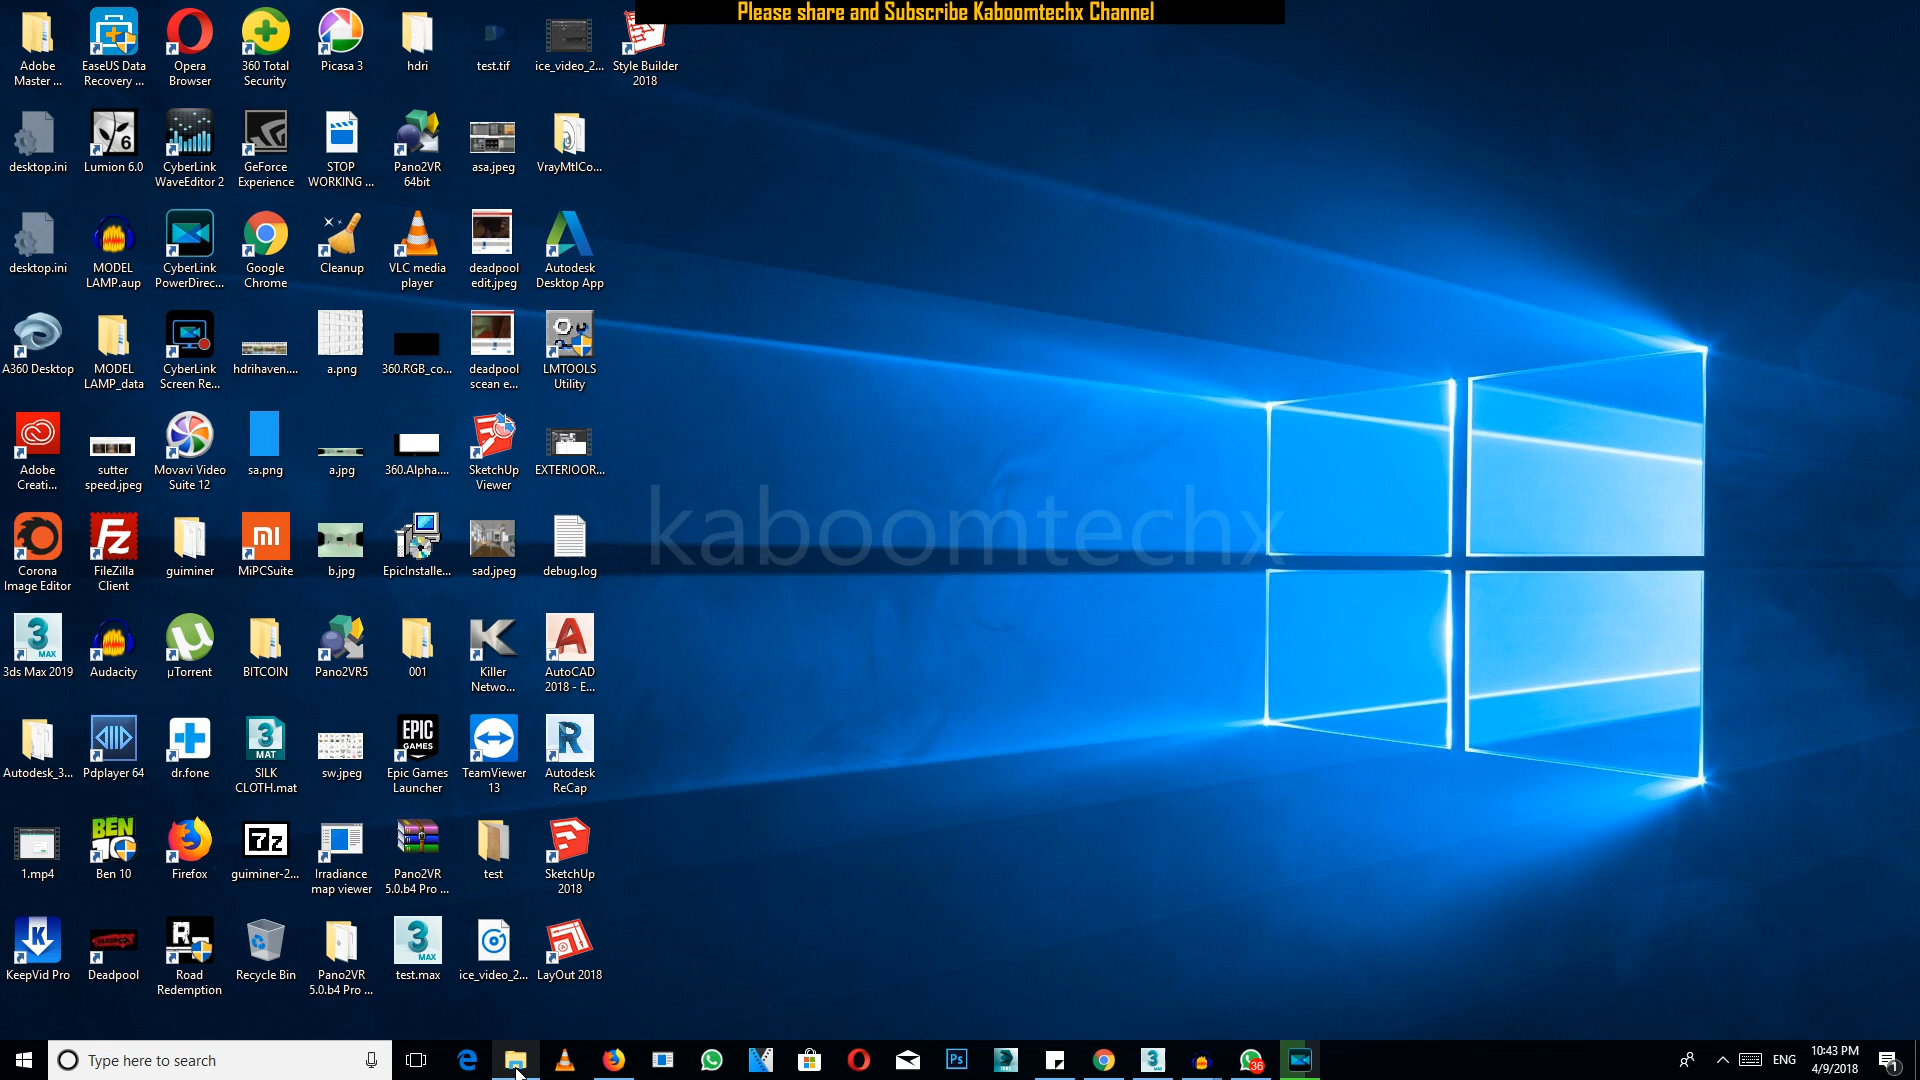 Please share and Subscribe Kaboomtechx Channel
Adobe Master ...
EaseUS Data Recovery ...
Opera Browser
360 Total Security
Picasa 3
hdri
test.tif
ice_video_2...
Style Builder 2018
desktop.ini
Lumion 6.0
CyberLink WaveEditor 2
GeForce Experience
STOP WORKING ...
Pano2VR 64bit
asa.jpeg
VrayMtlCo...
desktop.ini
MODEL LAMP.aup
CyberLink PowerDirec...
Google Chrome
Cleanup
VLC media player
deadpool edit.jpeg
Autodesk Desktop App
A360 Desktop
MODEL LAMP_data
CyberLink Screen Re...
hdrihaven....
a.png
360.RGB_co...
deadpool scean e...
LMTOOLS Utility
Adobe Creati...
sutter speed.jpeg
Movavi Video Suite 12
sa.png
a.jpg
360.Alpha....
SketchUp Viewer
EXTERIOOR...
kaboomtechx
Corona Image Editor
FileZilla Client
guiminer
MiPCSuite
b.jpg
EpicInstalle...
sad.jpeg
debug.log
3ds Max 2019
Audacity
µTorrent
BITCOIN
Pano2VR5
001
Killer Netwo...
AutoCAD 2018 - E...
Autodesk_3...
Pdplayer 64
dr.fone
SILK CLOTH.mat
sw.jpeg
Epic Games Launcher
TeamViewer 13
Autodesk ReCap
1.mp4
Ben 10
Firefox
guiminer-2...
Irradiance map viewer
Pano2VR 5.0.b4 Pro ...
test
SketchUp 2018
KeepVid Pro
Deadpool
Road Redemption
Recycle Bin
Pano2VR 5.0.b4 Pro ...
test.max
ice_video_2...
LayOut 2018
Type here to search
36
ENG
10:43 PM
4/9/2018
1